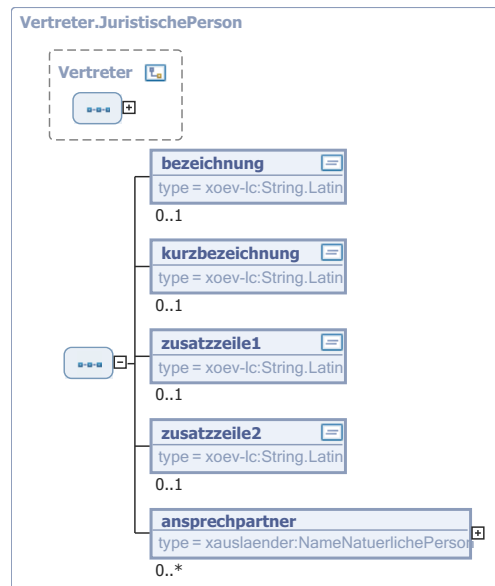 Vertreter.JuristischePerson
Vertreter
bezeichnung
type = xoev-lc:String.Latin
0..1
kurzbezeichnung
type = xoev-lc:String.Latin
0..1
zusatzzeile1
type = xoev-lc:String.Latin
0..1
zusatzzeile2
type = xoev-lc:String.Latin
0..1
ansprechpartner
type = xauslaender:NameNatuerlichePerson
0..*